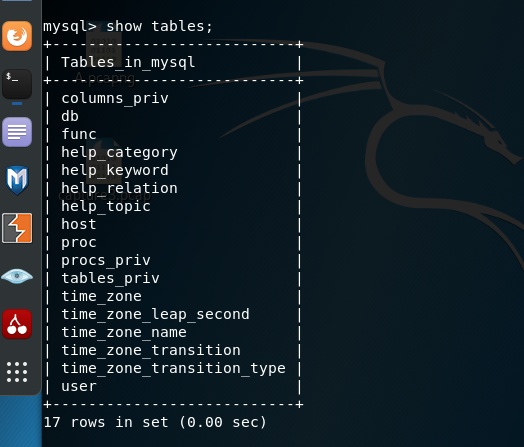 mysql> show tables;
+---------------------------+
| Tables_in_mysql           |
+---------------------------+
| columns_priv              |
| db                        |
| func                      |
| help_category             |
| help_keyword              |
| help_relation             |
| help_topic                |
| host                      |
| proc                      |
| procs_priv                |
| tables_priv               |
| time_zone                 |
| time_zone_leap_second     |
| time_zone_name            |
| time_zone_transition      |
| time_zone_transition_type |
| user                      |
+---------------------------+
17 rows in set (0.00 sec)